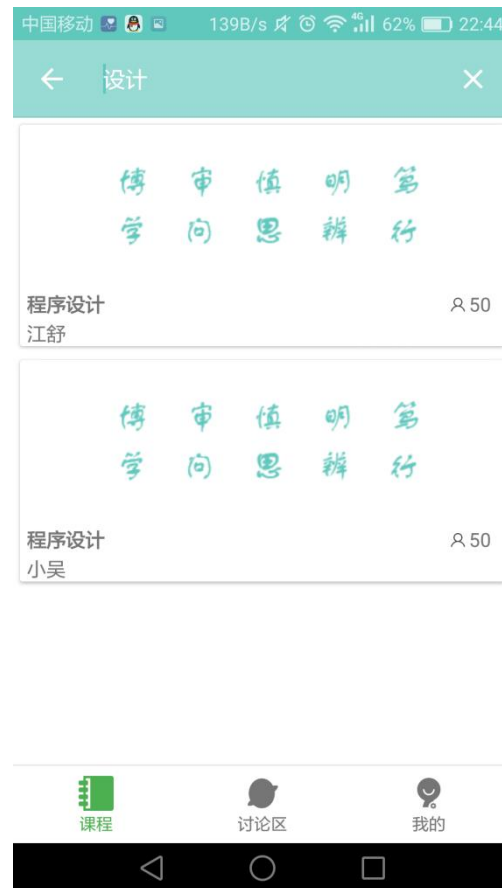 中国移动 139B/s 4G 62% 22:44
设计
博 审 慎 明 笃
学 问 思 辨 行
程序设计 50
江舒
博 审 慎 明 笃
学 问 思 辨 行
程序设计 50
小吴
课程 讨论区 我的